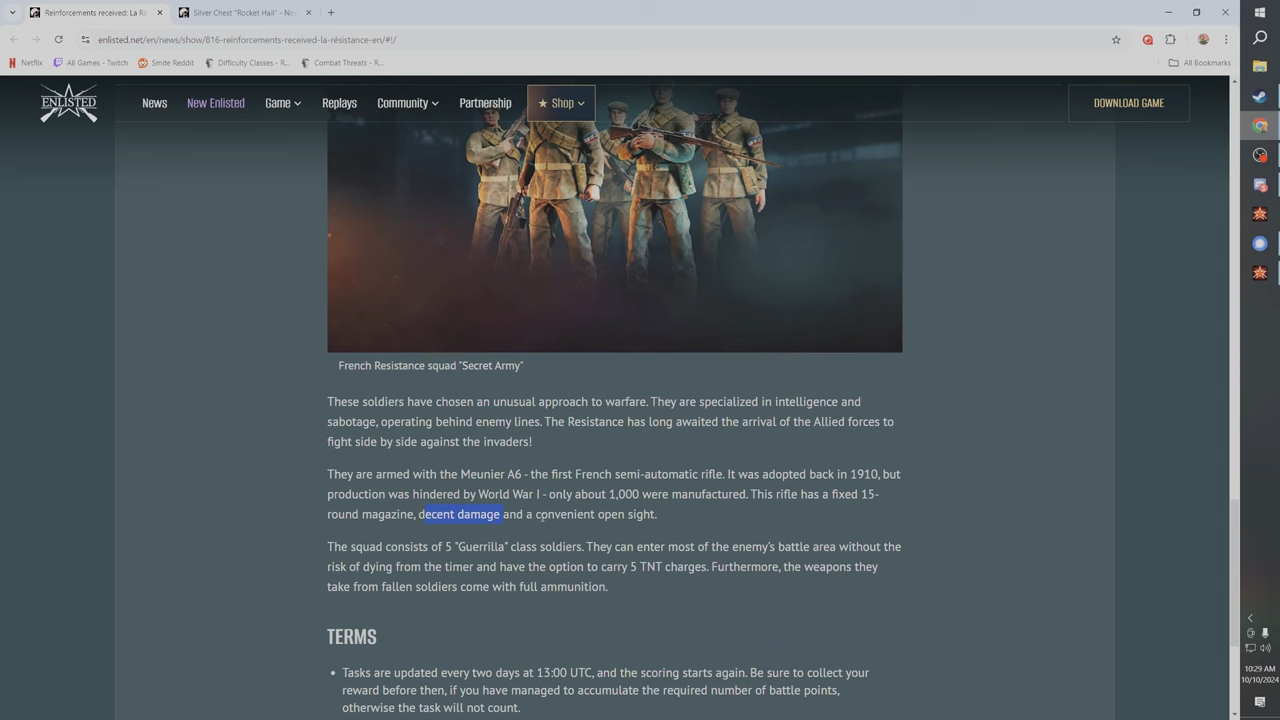 Reinforcements received: La Ré
Silver Chest "Rocket Hail" - Ne
enlisted.net/en/news/show/816-reinforcements-received-la-résistance-en/#!/
Netflix
All Games - Twitch
Smite Reddit
Difficulty Classes - R...
Combat Threats - R...
All Bookmarks
ENLISTED
News
New Enlisted
Game
Replays
Community
Partnership
Shop
DOWNLOAD GAME
French Resistance squad "Secret Army"
These soldiers have chosen an unusual approach to warfare. They are specialized in intelligence and
sabotage, operating behind enemy lines. The Resistance has long awaited the arrival of the Allied forces to
fight side by side against the invaders!
They are armed with the Meunier A6 - the first French semi-automatic rifle. It was adopted back in 1910, but
production was hindered by World War I - only about 1,000 were manufactured. This rifle has a fixed 15-
round magazine, decent damage and a convenient open sight.
The squad consists of 5 "Guerrilla" class soldiers. They can enter most of the enemy's battle area without the
risk of dying from the timer and have the option to carry 5 TNT charges. Furthermore, the weapons they
take from fallen soldiers come with full ammunition.
TERMS
• Tasks are updated every two days at 13:00 UTC, and the scoring starts again. Be sure to collect your
reward before then, if you have managed to accumulate the required number of battle points,
otherwise the task will not count.
10:29 AM
10/10/2024